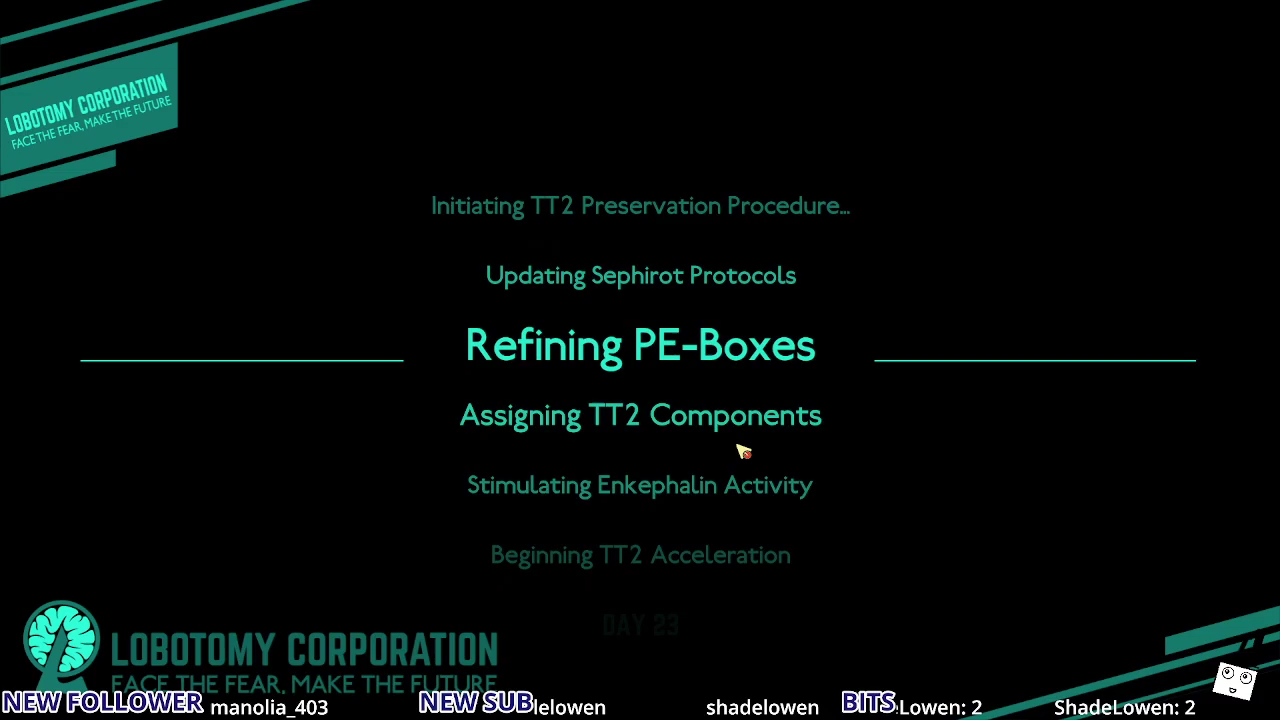 LOBOTOMY CORPORATION
FACE THE FEAR, MAKE THE FUTURE
Initiating TT2 Preservation Procedure...
Updating Sephirot Protocols
Refining PE-Boxes
Assigning TT2 Components
Stimulating Enkephalin Activity
Beginning TT2 Acceleration
DAY 23
LOBOTOMY CORPORATION
FACE THE FEAR, MAKE THE FUTURE
NEW FOLLOWER manolia_403 NEW SUB lelowen shadelowen BITS Lowen: 2 ShadeLowen: 2